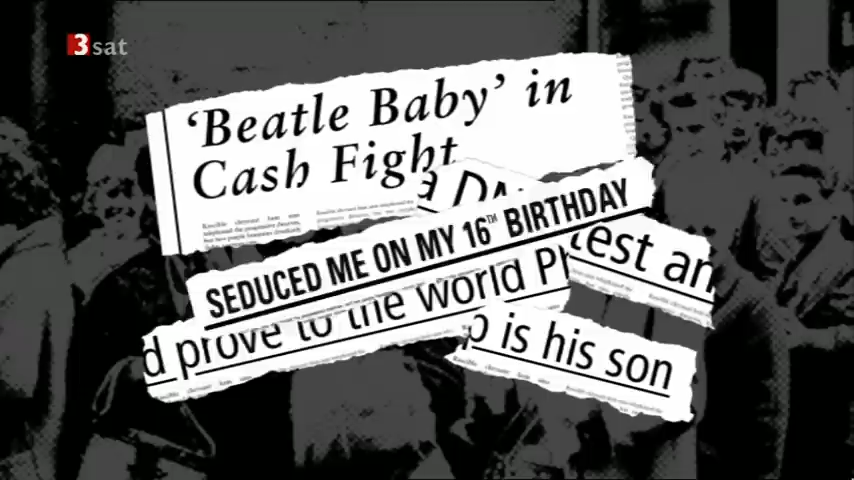 3sat
‘Beatle Baby’ in
Cash Fight
a
SEDUCED ME ON MY 16TH BIRTHDAY
est an
d prove to the world
is his son